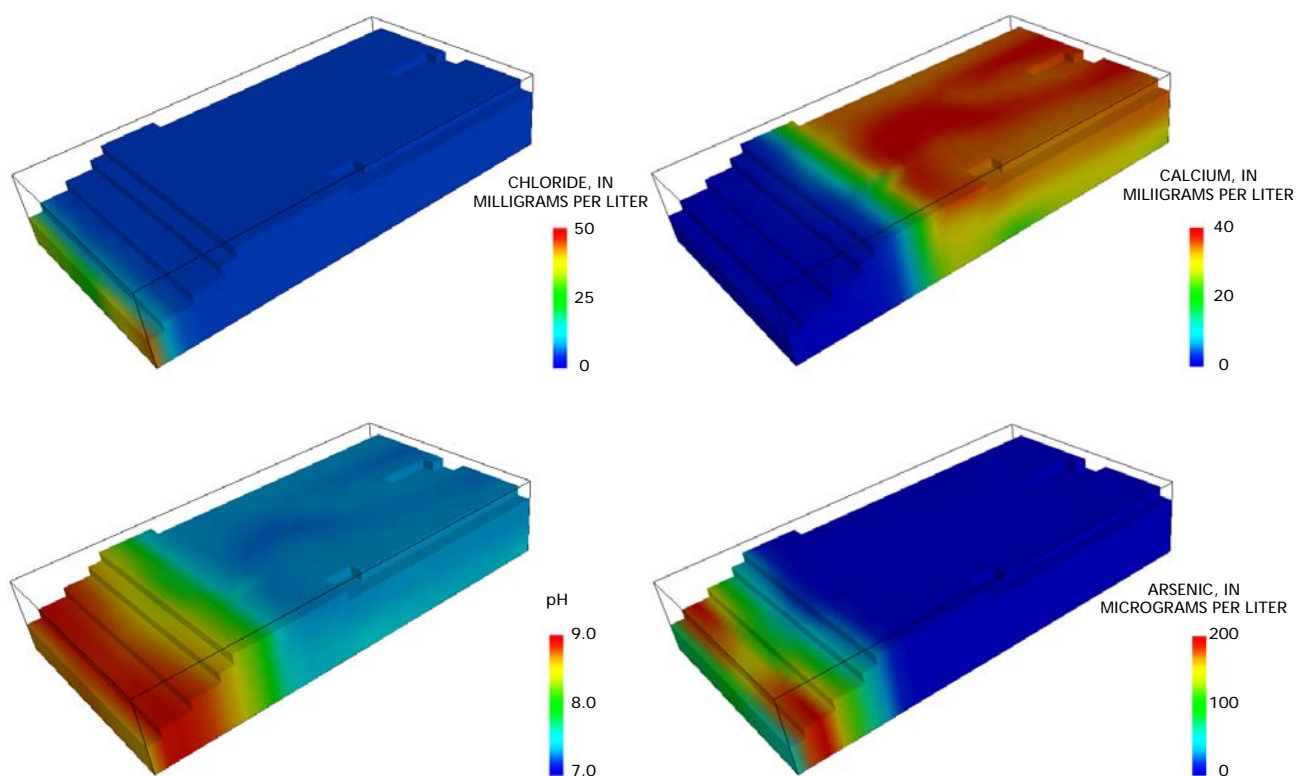 CHLORIDE, IN
MILLIGRAMS PER LITER
50
25
0
CALCIUM, IN
MILIIGRAMS PER LITER
40
20
0
pH
9.0
8.0
7.0
ARSENIC, IN
MICROGRAMS PER LITER
200
100
0